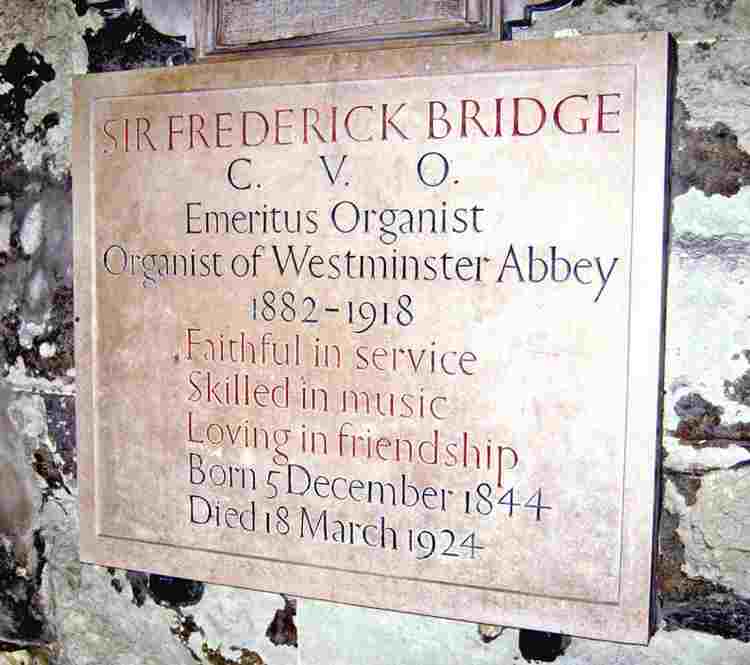 SIR FREDERICK BRIDGE
C. V. O.
Emeritus Organist
Organist of Westminster Abbey
1882-1918
Faithful in service
Skilled in music
Loving in friendship
Born 5 December 1844
Died 18 March 1924